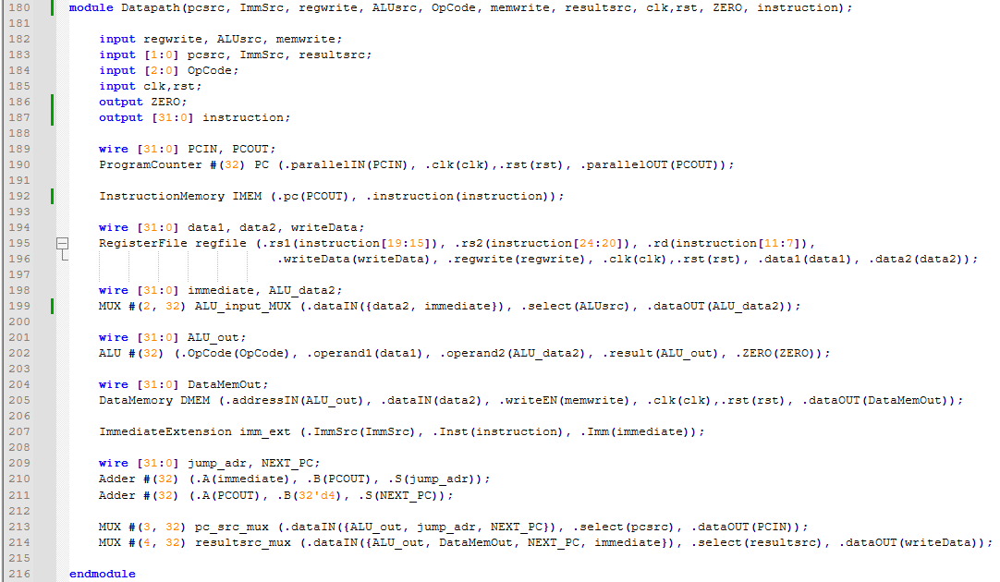 180 module Datapath(pcsrc, ImmSrc, regwrite, ALUsrc, OpCode, memwrite, resultsrc, clk,rst, ZERO, instruction);
181
182 input regwrite, ALUsrc, memwrite;
183 input [1:0] pcsrc, ImmSrc, resultsrc;
184 input [2:0] OpCode;
185 input clk,rst;
186 output ZERO;
187 output [31:0] instruction;
188
189 wire [31:0] PCIN, PCOUT;
190 ProgramCounter #(32) PC (.parallelIN(PCIN), .clk(clk),.rst(rst), .parallelOUT(PCOUT));
191
192 InstructionMemory IMEM (.pc(PCOUT), .instruction(instruction));
193
194 wire [31:0] data1, data2, writeData;
195 RegisterFile regfile (.rs1(instruction[19:15]), .rs2(instruction[24:20]), .rd(instruction[11:7]),
196 .writeData(writeData), .regwrite(regwrite), .clk(clk),.rst(rst), .data1(data1), .data2(data2));
197
198 wire [31:0] immediate, ALU_data2;
199 MUX #(2, 32) ALU_input_MUX (.dataIN({data2, immediate}), .select(ALUsrc), .dataOUT(ALU_data2));
200
201 wire [31:0] ALU_out;
202 ALU #(32) (.OpCode(OpCode), .operand1(data1), .operand2(ALU_data2), .result(ALU_out), .ZERO(ZERO));
203
204 wire [31:0] DataMemOut;
205 DataMemory DMEM (.addressIN(ALU_out), .dataIN(data2), .writeEN(memwrite), .clk(clk),.rst(rst), .dataOUT(DataMemOut));
206
207 ImmediateExtension imm_ext (.ImmSrc(ImmSrc), .Inst(instruction), .Imm(immediate));
208
209 wire [31:0] jump_adr, NEXT_PC;
210 Adder #(32) (.A(immediate), .B(PCOUT), .S(jump_adr));
211 Adder #(32) (.A(PCOUT), .B(32'd4), .S(NEXT_PC));
212
213 MUX #(3, 32) pc_src_mux (.dataIN({ALU_out, jump_adr, NEXT_PC}), .select(pcsrc), .dataOUT(PCIN));
214 MUX #(4, 32) resultsrc_mux (.dataIN({ALU_out, DataMemOut, NEXT_PC, immediate}), .select(resultsrc), .dataOUT(writeData));
215
216 endmodule